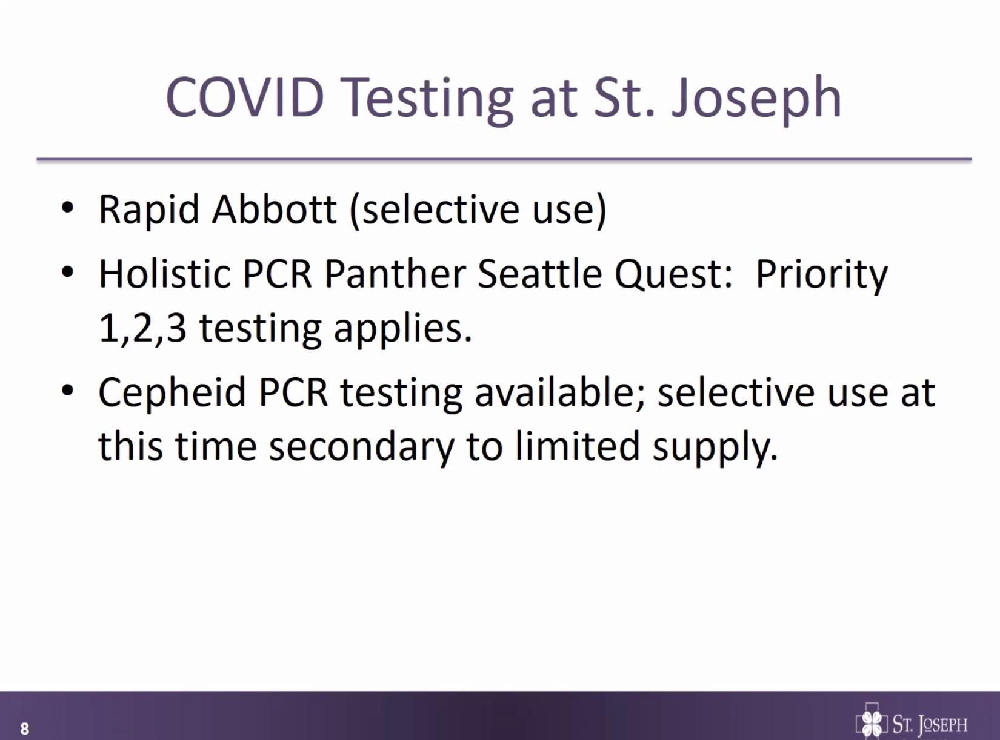 COVID Testing at St. Joseph
• Rapid Abbott (selective use)
• Holistic PCR Panther Seattle Quest:  Priority
1,2,3 testing applies.
• Cepheid PCR testing available; selective use at
this time secondary to limited supply.
8
ST. JOSEPH